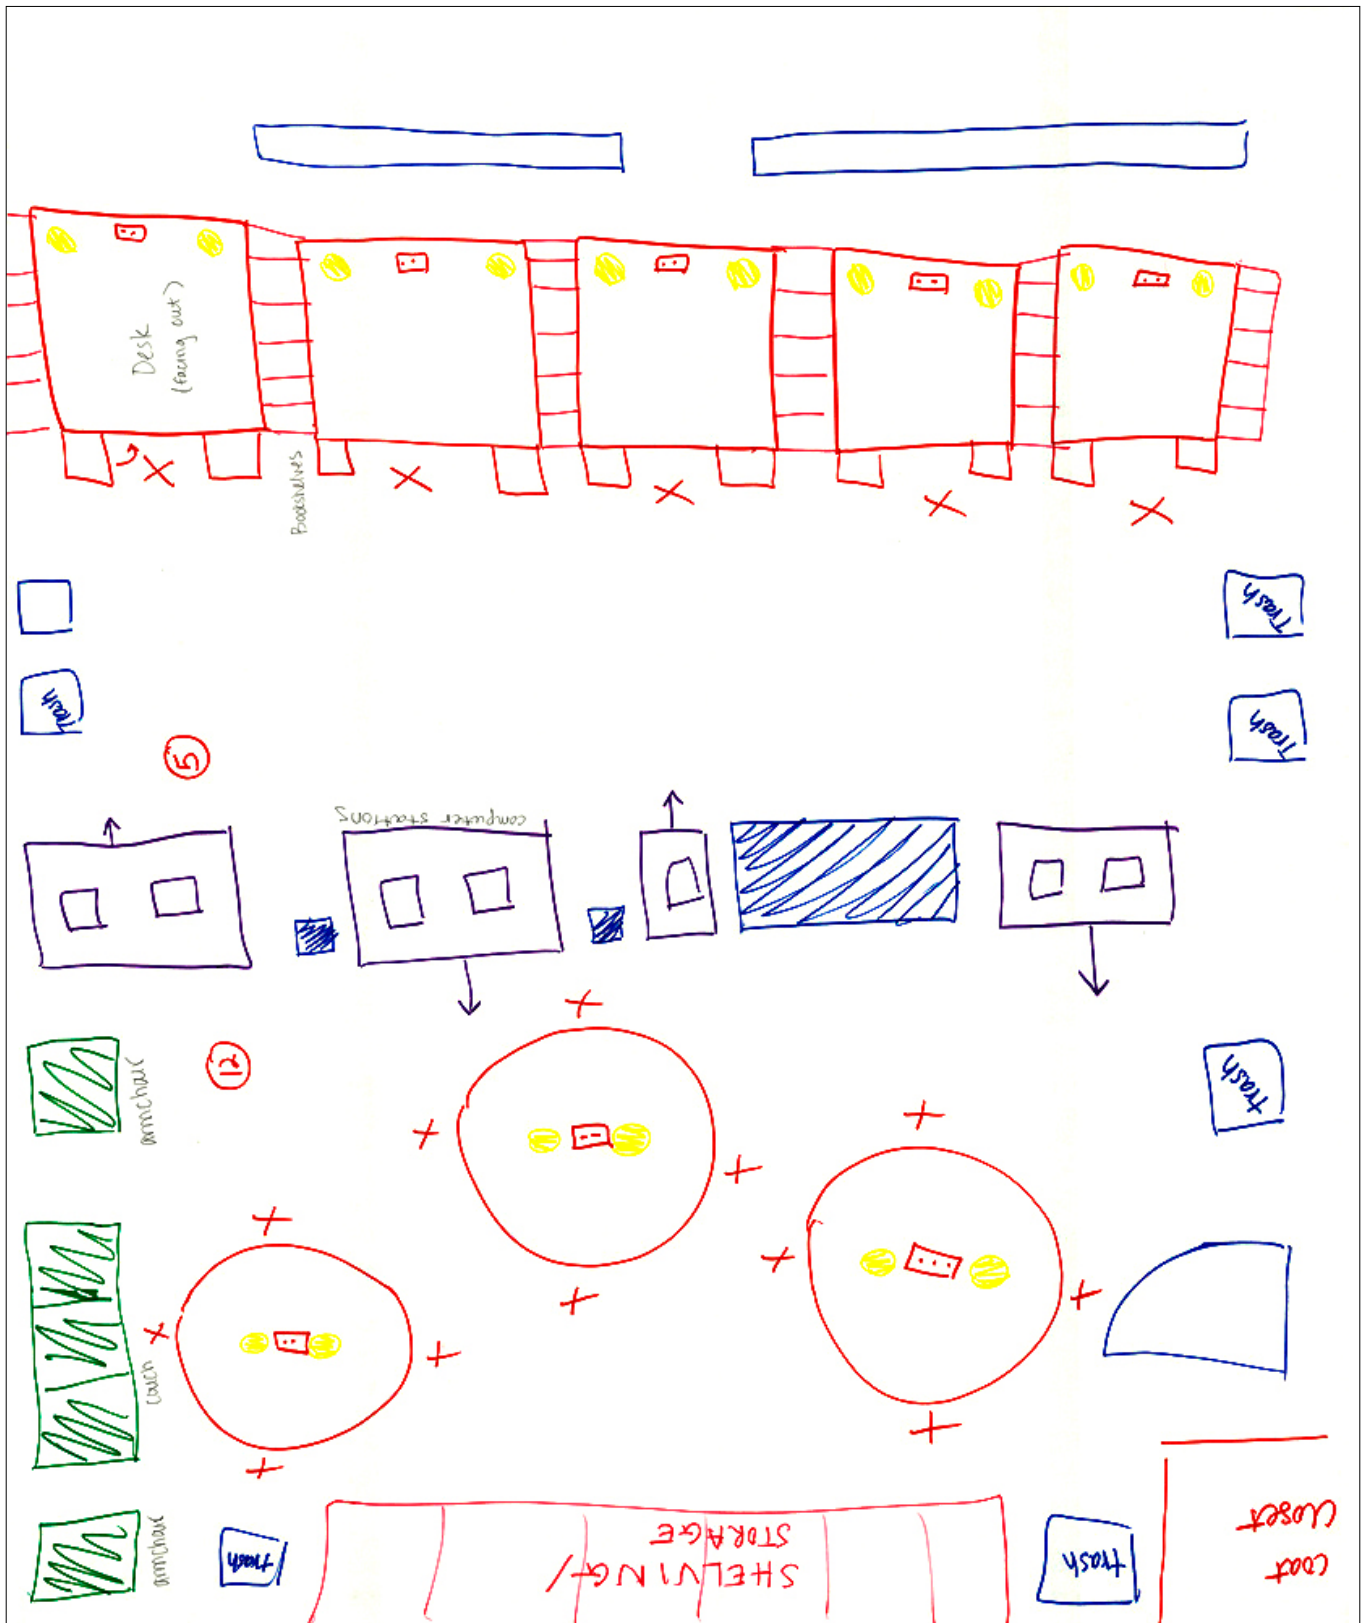 Desk
(facing out)
Bookshelves
Trash
Trash
Trash
5
computer stations
armchair
12
trash
couch
armchair
trash
SHELVING/
STORAGE
trash
coat
closet